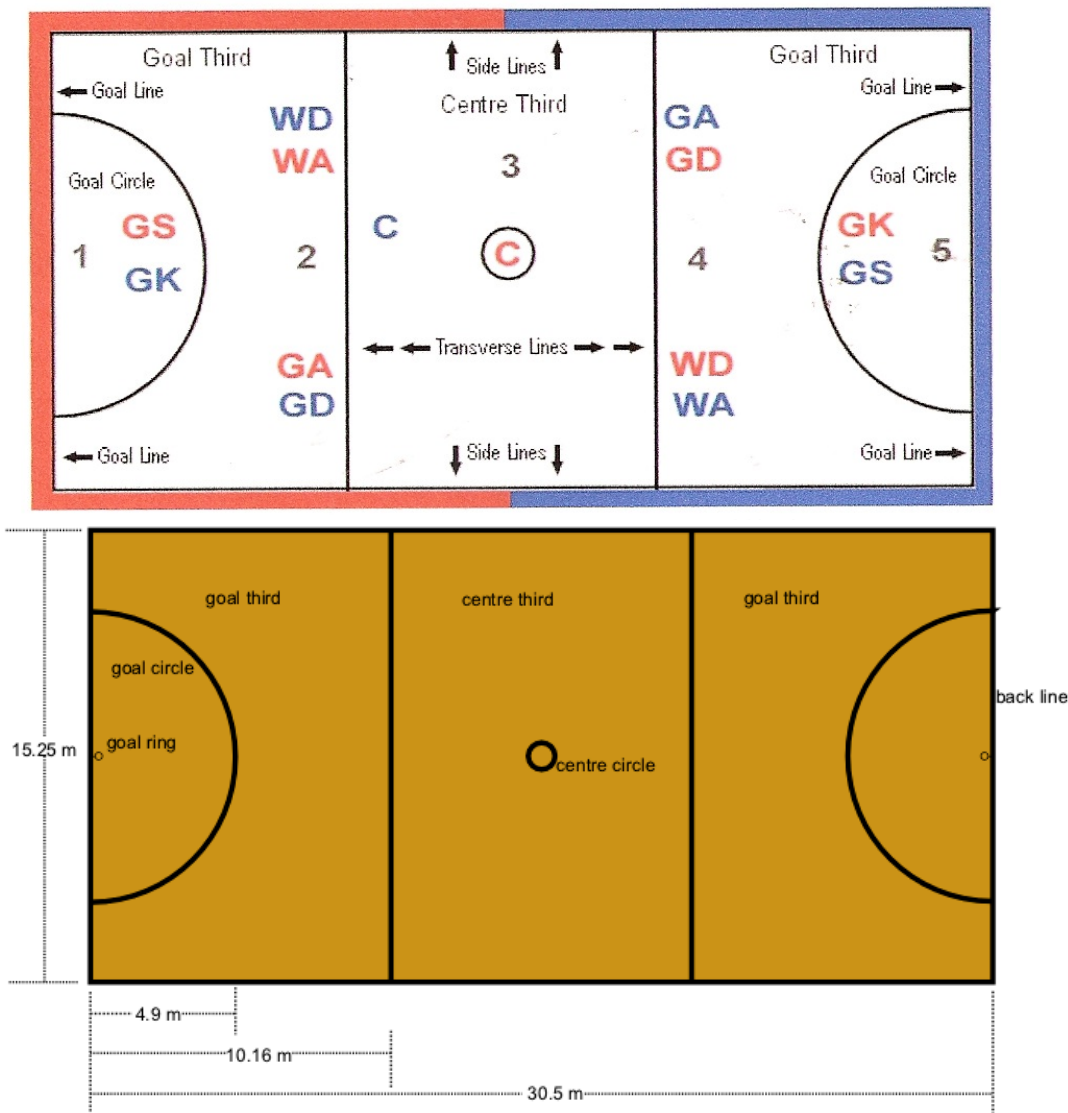 Goal Third
Side Lines
Goal Third
Goal Line
Goal Line
Centre Third
WD
WA
GA
GD
3
Goal Circle
Goal Circle
GS
GK
1
2
C
C
4
GK
GS
5
Transverse Lines
GA
GD
WD
WA
Goal Line
Side Lines
Goal Line
goal third
centre third
goal third
goal circle
back line
goal ring
15.25 m
centre circle
4.9 m
10.16 m
30.5 m